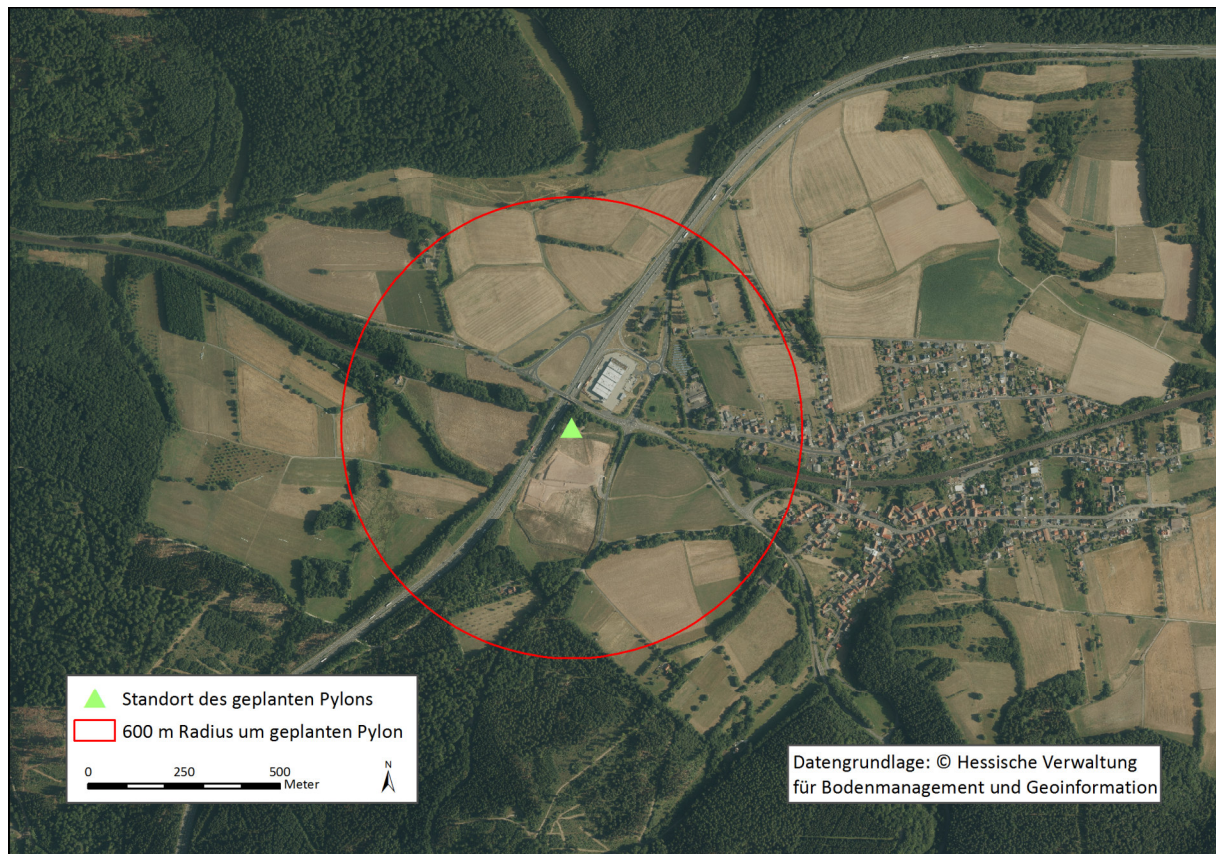 Standort des geplanten Pylons
600 m Radius um geplanten Pylon
0 250 500
Meter
N
Datengrundlage: © Hessische Verwaltung
für Bodenmanagement und Geoinformation